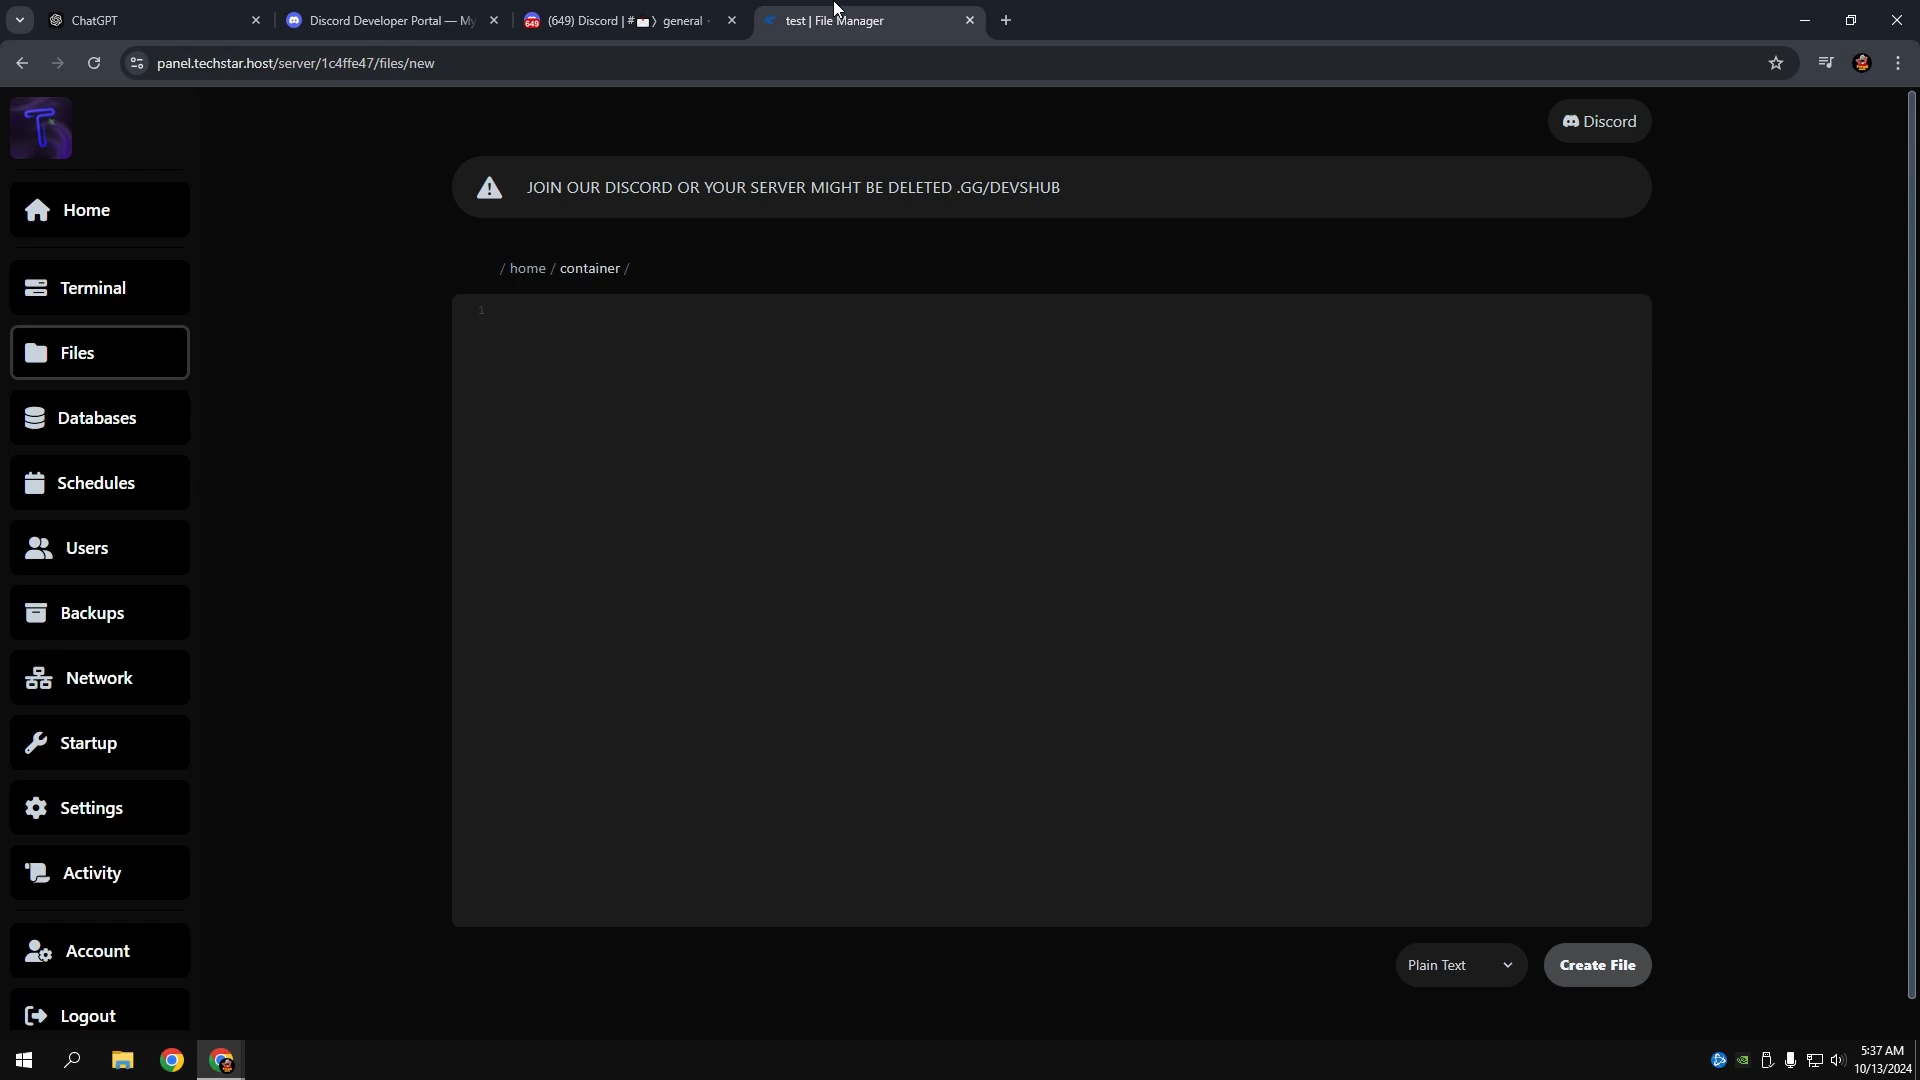 ChatGPT
Discord Developer Portal — My
(649) Discord | # 〉general
test | File Manager
panel.techstar.host/server/1c4ffe47/files/new
T
Discord
JOIN OUR DISCORD OR YOUR SERVER MIGHT BE DELETED .GG/DEVSHUB
Home
/ home / container /
Terminal
1
Files
Databases
Schedules
Users
Backups
Network
Startup
Settings
Activity
Account
Plain Text
Create File
Logout
5:37 AM
10/13/2024